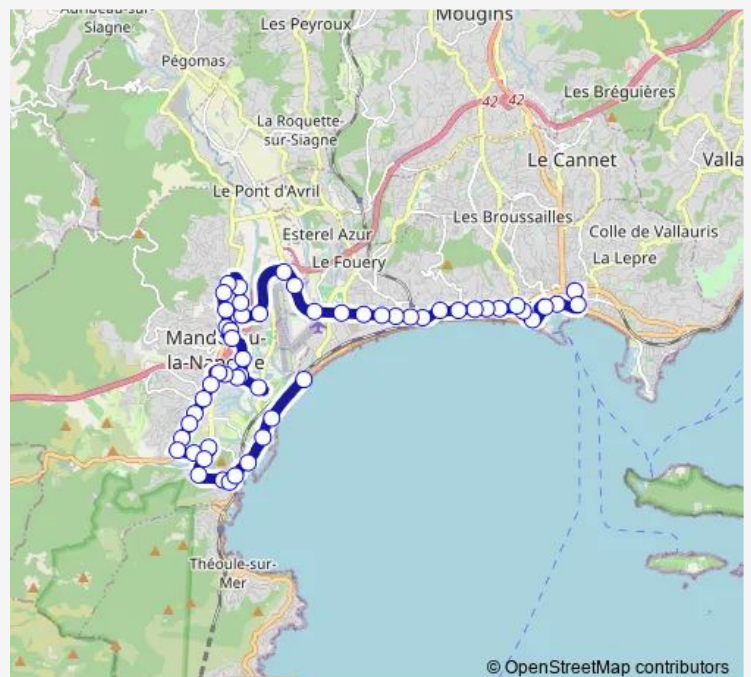 Auribeau-sur-
Siagne
Les Peyroux
Mougins
Pégomas
Les Bréguières
42 42
La Roquette-
sur-Siagne
Le Cannet
Valla
Le Pont d'Avril
Les Broussailles
Esterel Azur
Colle de Vallauris
Le Fouery
La Lepre
la-Na
Théoule-sur-
Mer
© OpenStreetMap contributors